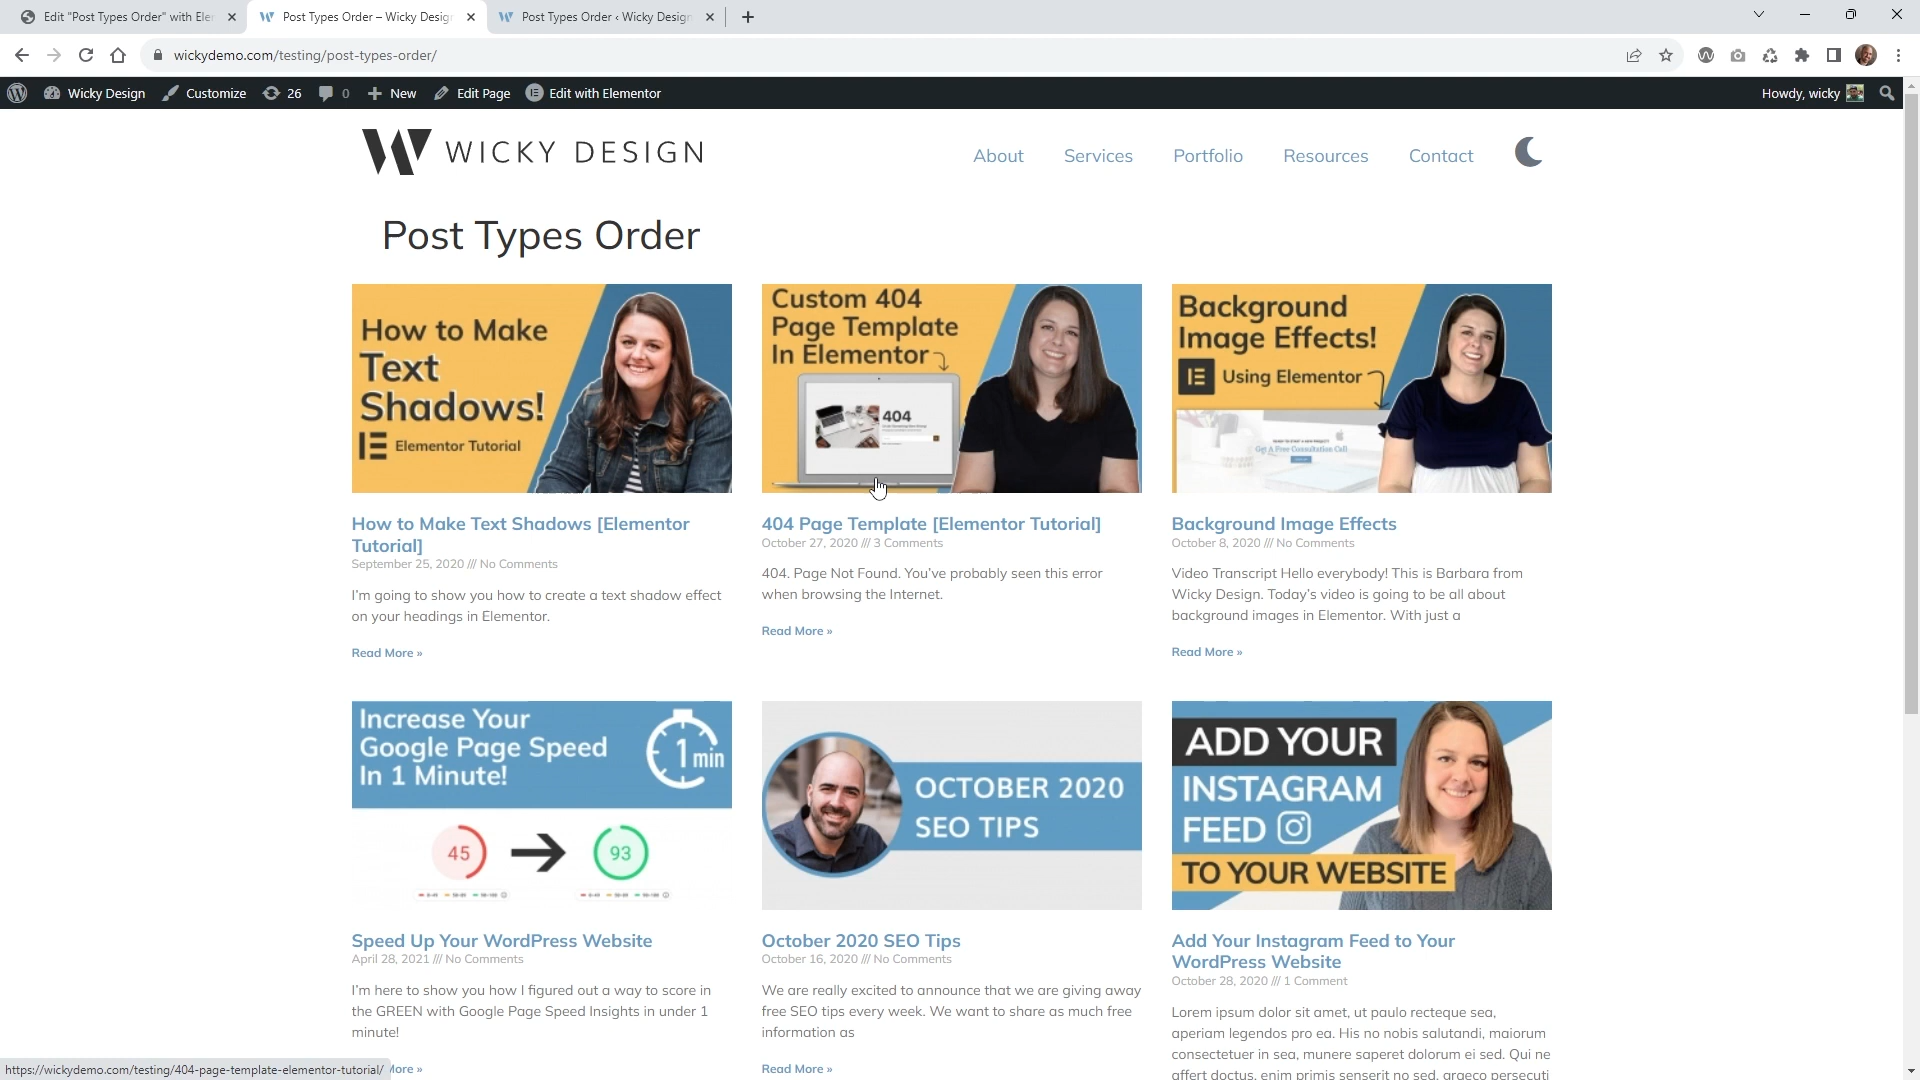 Edit "Post Types Order" with Ele
Post Types Order – Wicky Desig
Post Types Order ‹ Wicky Design
wickydemo.com/testing/post-types-order/
Wicky Design
Customize
26
0
New
Edit Page
Edit with Elementor
Howdy, wicky
WICKY DESIGN
About
Services
Portfolio
Resources
Contact
Post Types Order
How to Make
Text
Shadows!
Elementor Tutorial
Custom 404
Page Template
In Elementor
404
Background
Image Effects!
Using Elementor
Get A Free Consultation Call
How to Make Text Shadows [Elementor
Tutorial]
September 25, 2020 /// No Comments
I'm going to show you how to create a text shadow effect
on your headings in Elementor.
Read More »
404 Page Template [Elementor Tutorial]
October 27, 2020 /// 3 Comments
404. Page Not Found. You've probably seen this error
when browsing the Internet.
Read More »
Background Image Effects
October 8, 2020 /// No Comments
Video Transcript Hello everybody! This is Barbara from
Wicky Design. Today's video is going to be all about
background images in Elementor. With just a
Read More »
Increase Your
Google Page Speed
In 1 Minute!
1 min
45
93
OCTOBER 2020
SEO TIPS
ADD YOUR
INSTAGRAM
FEED
TO YOUR WEBSITE
Speed Up Your WordPress Website
April 28, 2021 /// No Comments
I'm here to show you how I figured out a way to score in
the GREEN with Google Page Speed Insights in under 1
minute!
More »
October 2020 SEO Tips
October 16, 2020 /// No Comments
We are really excited to announce that we are giving away
free SEO tips every week. We want to share as much free
information as
Read More »
Add Your Instagram Feed to Your
WordPress Website
October 28, 2020 /// 1 Comment
Lorem ipsum dolor sit amet, ut paulo recteque sea,
aperiam legendos pro ea. His no nobis salutandi, maiorum
consectetuer in sea, munere saperet dolorum ei sed. Qui ne
affert doctus, enim primis senserit no sed, graeco persecuti
https://wickydemo.com/testing/404-page-template-elementor-tutorial/